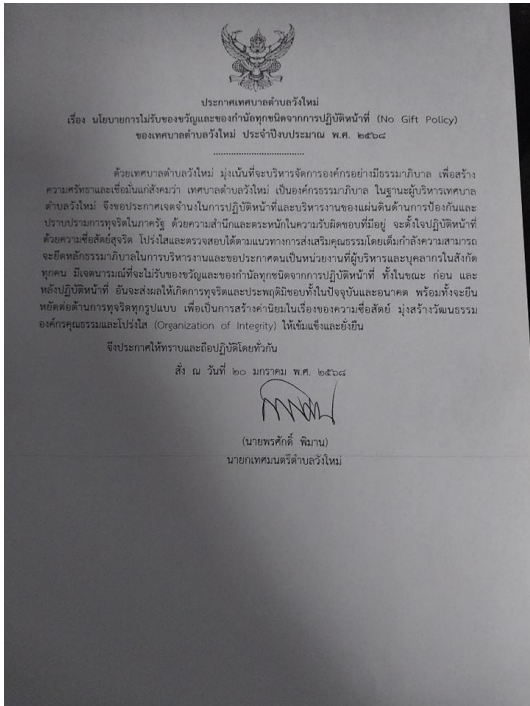 ประกาศเทศบาลตำบลวังใหม่
เรื่อง นโยบายการไม่รับของขวัญและของกำนัลทุกชนิดจากการปฏิบัติหน้าที่ (No Gift Policy)
ของเทศบาลตำบลวังใหม่ ประจำปีงบประมาณ พ.ศ. ๒๕๖๘
.................................
ด้วยเทศบาลตำบลวังใหม่ มุ่งเน้นที่จะบริหารจัดการองค์กรอย่างมีธรรมาภิบาล เพื่อสร้าง
ความศรัทธาและเชื่อมั่นแก่สังคมว่า เทศบาลตำบลวังใหม่ เป็นองค์กรธรรมาภิบาล ในฐานะผู้บริหารเทศบาล
ตำบลวังใหม่ จึงขอประกาศเจตจำนงในการปฏิบัติหน้าที่และบริหารงานของแผ่นดินด้านการป้องกันและ
ปราบปรามการทุจริตในภาครัฐ ด้วยความสำนึกและตระหนักในความรับผิดชอบที่มีอยู่ จะตั้งใจปฏิบัติหน้าที่
ด้วยความซื่อสัตย์สุจริต โปร่งใสและตรวจสอบได้ตามแนวทางการส่งเสริมคุณธรรมโดยเต็มกำลังความสามารถ
จะยึดหลักธรรมาภิบาลในการบริหารงานและขอประกาศตนเป็นหน่วยงานที่ผู้บริหารและบุคลากรในสังกัด
ทุกคน มีเจตนารมณ์ที่จะไม่รับของขวัญและของกำนัลทุกชนิดจากการปฏิบัติหน้าที่ ทั้งในขณะ ก่อน และ
หลังปฏิบัติหน้าที่ อันจะส่งผลให้เกิดการทุจริตและประพฤติมิชอบทั้งในปัจจุบันและอนาคต พร้อมทั้งจะยืน
หยัดต่อต้านการทุจริตทุกรูปแบบ เพื่อเป็นการสร้างค่านิยมในเรื่องของความซื่อสัตย์ มุ่งสร้างวัฒนธรรม
องค์กรคุณธรรมและโปร่งใส (Organization of Integrity) ให้เข้มแข็งและยั่งยืน
จึงประกาศให้ทราบและถือปฏิบัติโดยทั่วกัน
สั่ง ณ วันที่ ๒๐ มกราคม พ.ศ. ๒๕๖๘
(นายพรศักดิ์ พิมาน)
นายกเทศมนตรีตำบลวังใหม่